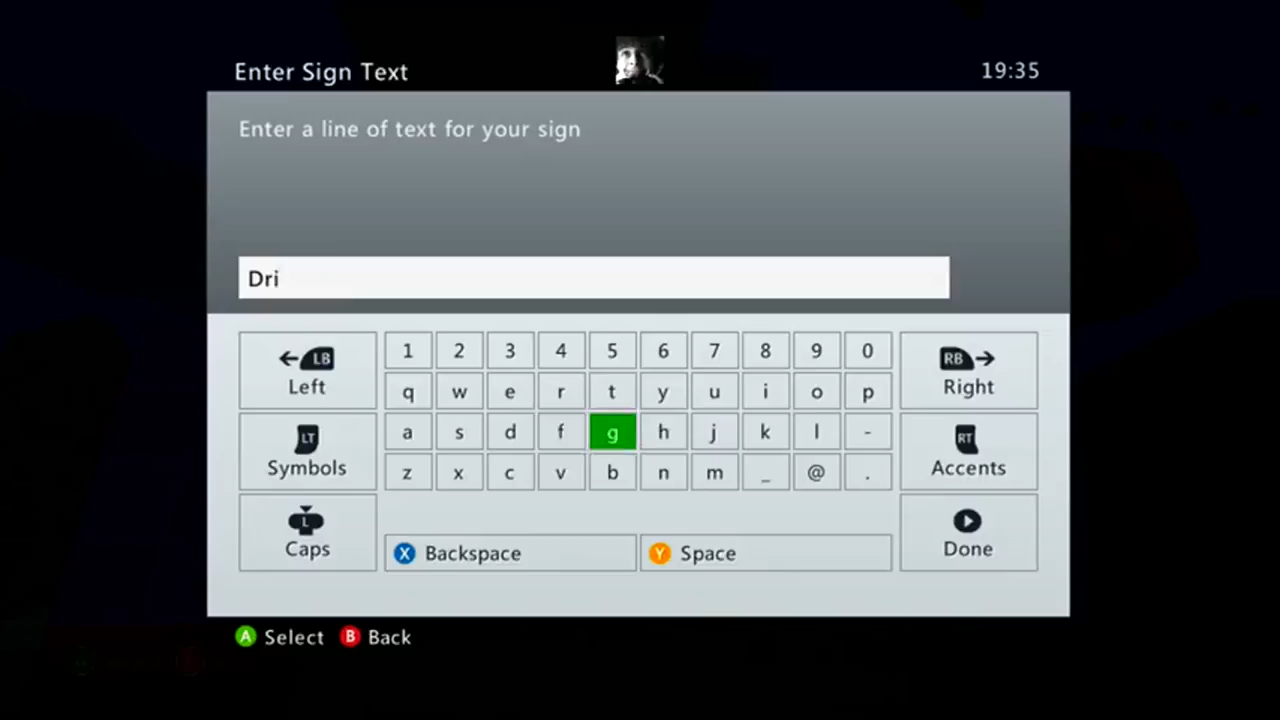 Enter Sign Text
19:35
Enter a line of text for your sign
Dri
LB
Left
1 2 3 4 5 6 7 8 9 0
RB
Right
q w e r t y u i o p
LT
Symbols
a s d f g h j k l -
RT
Accents
z x c v b n m _ @ .
L
Caps
X Backspace
Y Space
Done
A Select B Back